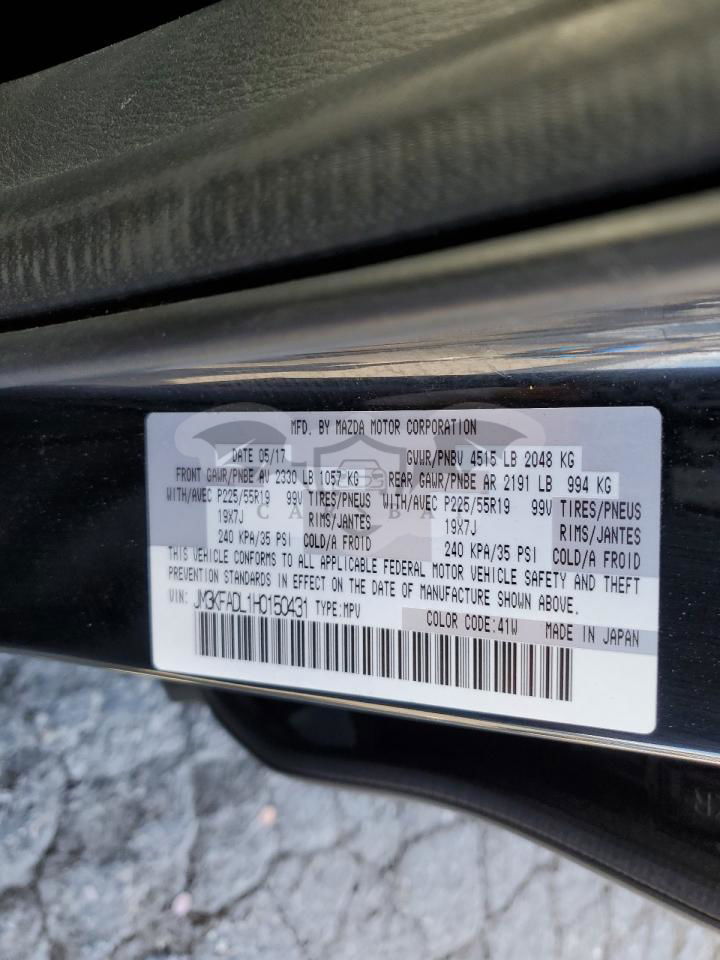 MFD. BY MAZDA MOTOR CORPORATION
DATE 05/17 GVWR/PNBV 4515 LB 2048 KG
FRONT GAWR/PNBE AV 2330 LB 1057 KG REAR GAWR/PNBE AR 2191 LB 994 KG
WITH/AVEC P225/55R19 99V TIRES/PNEUS WITH/AVEC P225/55R19 99V TIRES/PNEUS
19X7J RIMS/JANTES 19X7J RIMS/JANTES
240 KPA/35 PSI COLD/A FROID 240 KPA/35 PSI COLD/A FROID
THIS VEHICLE CONFORMS TO ALL APPLICABLE FEDERAL MOTOR VEHICLE SAFETY AND THEFT
PREVENTION STANDARDS IN EFFECT ON THE DATE OF MANUFACTURE SHOWN ABOVE.
VIN: JM3KFADL1H0150431 TYPE:MPV
COLOR CODE:41W MADE IN JAPAN